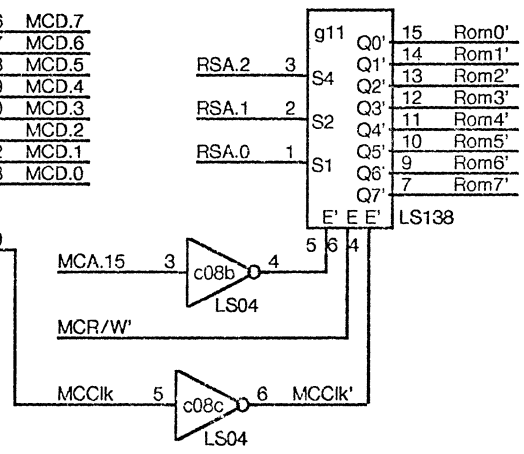 MCD.7
MCD.6
MCD.5
MCD.4
MCD.3
MCD.2
MCD.1
MCD.0
g11
RSA.2 3 S4
RSA.1 2 S2
RSA.0 1 S1
Q0' 15 Rom0'
Q1' 14 Rom1'
Q2' 13 Rom2'
Q3' 12 Rom3'
Q4' 11 Rom4'
Q5' 10 Rom5'
Q6' 9 Rom6'
Q7' 7 Rom7'
E' E E' LS138
5 6 4
MCA.15 3 c08b 4
LS04
MCR/W'
MCClk 5 c08c 6 MCClk'
LS04